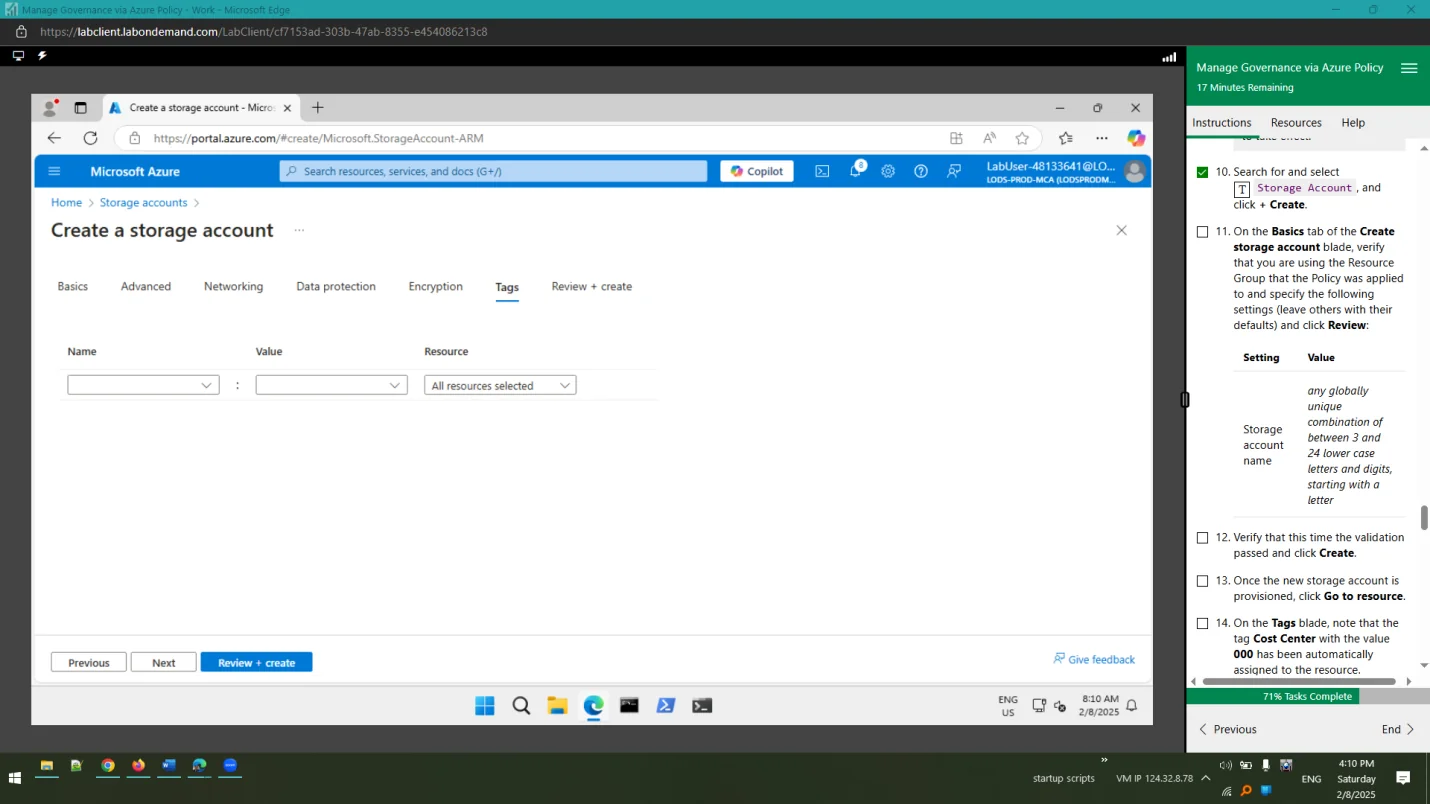 Manage Governance via Azure Policy - Work - Microsoft Edge
https://labclient.labondemand.com/LabClient/cf7153ad-303b-47ab-8355-e454086213c8
Create a storage account - Micros
https://portal.azure.com/#create/Microsoft.StorageAccount-ARM
Microsoft Azure
Search resources, services, and docs (G+/)
Copilot
8
LabUser-48133641@LO...
LODS-PROD-MCA (LODSPRODM...
Home > Storage accounts >
Create a storage account ...
Basics Advanced Networking Data protection Encryption Tags Review + create
Name Value Resource
: All resources selected
Previous Next Review + create
Give feedback
ENG
US
8:10 AM
2/8/2025
Manage Governance via Azure Policy
17 Minutes Remaining
Instructions Resources Help
to take effect.
10. Search for and select
T Storage Account, and
click + Create.
11. On the Basics tab of the Create
storage account blade, verify
that you are using the Resource
Group that the Policy was applied
to and specify the following
settings (leave others with their
defaults) and click Review:
Setting Value
Storage
account
name
any globally
unique
combination of
between 3 and
24 lower case
letters and digits,
starting with a
letter
12. Verify that this time the validation
passed and click Create.
13. Once the new storage account is
provisioned, click Go to resource.
14. On the Tags blade, note that the
tag Cost Center with the value
000 has been automatically
assigned to the resource.
71% Tasks Complete
Previous End
startup scripts
VM IP 124.32.8.78
ENG
4:10 PM
Saturday
2/8/2025